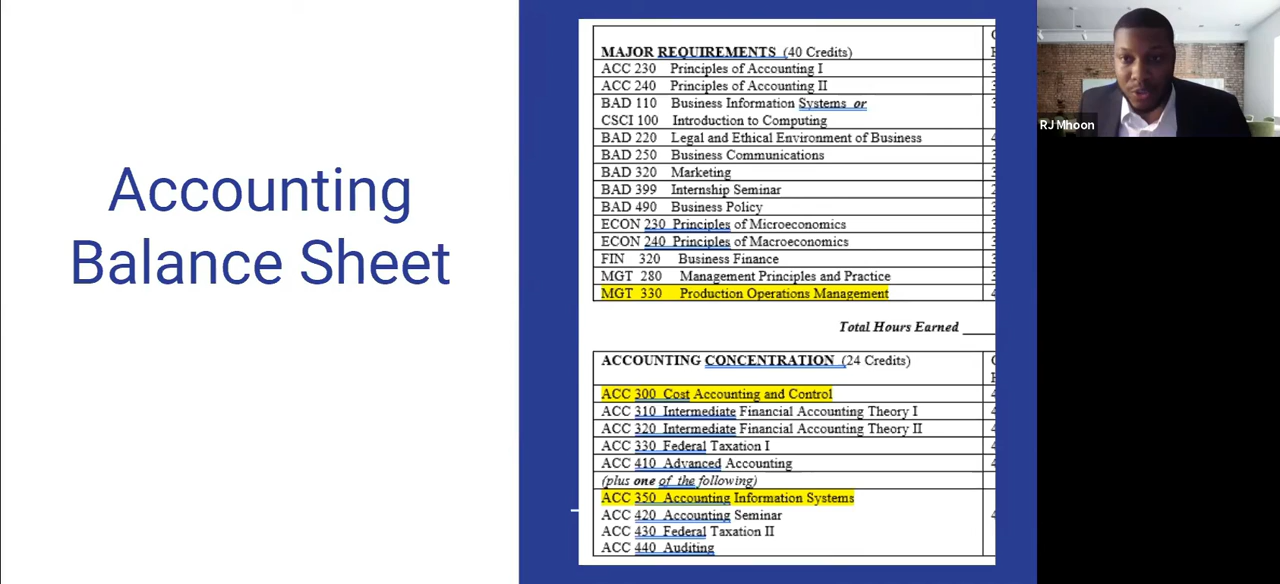 Accounting
Balance Sheet
MAJOR REQUIREMENTS (40 Credits)
ACC 230 Principles of Accounting I
ACC 240 Principles of Accounting II
BAD 110 Business Information Systems or
CSCI 100 Introduction to Computing
BAD 220 Legal and Ethical Environment of Business
BAD 250 Business Communications
BAD 320 Marketing
BAD 399 Internship Seminar
BAD 490 Business Policy
ECON 230 Principles of Microeconomics
ECON 240 Principles of Macroeconomics
FIN 320 Business Finance
MGT 280 Management Principles and Practice
MGT 330 Production Operations Management
Total Hours Earned
ACCOUNTING CONCENTRATION (24 Credits)
ACC 300 Cost Accounting and Control
ACC 310 Intermediate Financial Accounting Theory I
ACC 320 Intermediate Financial Accounting Theory II
ACC 330 Federal Taxation I
ACC 410 Advanced Accounting
(plus one of the following)
ACC 350 Accounting Information Systems
ACC 420 Accounting Seminar
ACC 430 Federal Taxation II
ACC 440 Auditing
RJ Mhoon